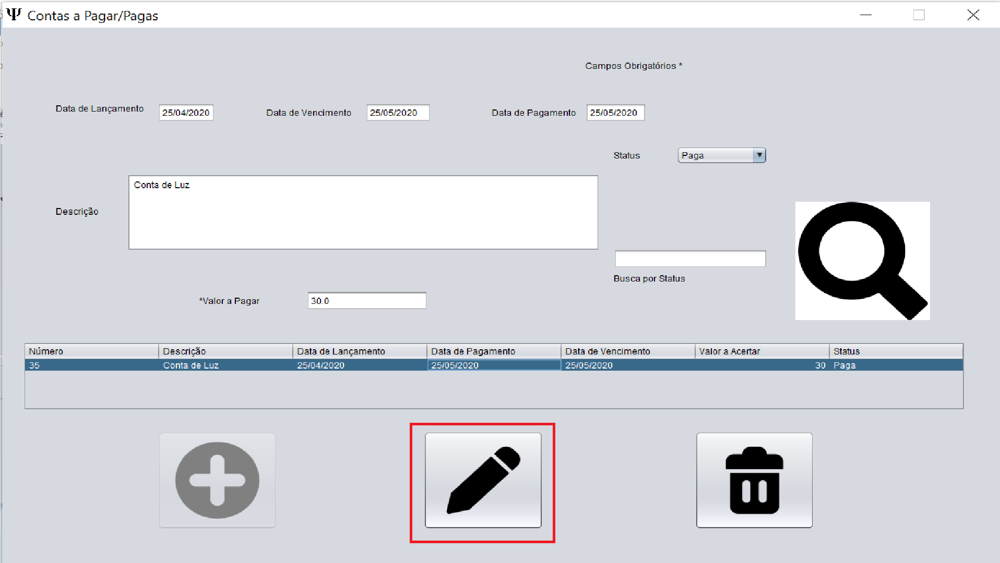 Contas a Pagar/Pagas
Campos Obrigatórios *
Data de Lançamento 25/04/2020 Data de Vencimento 25/05/2020 Data de Pagamento 25/05/2020
Status Paga
Conta de Luz
Descrição
Busca por Status
*Valor a Pagar 30.0
Número Descrição Data de Lançamento Data de Pagamento Data de Vencimento Valor a Acertar Status
35 Conta de Luz 25/04/2020 25/05/2020 25/05/2020 30 Paga